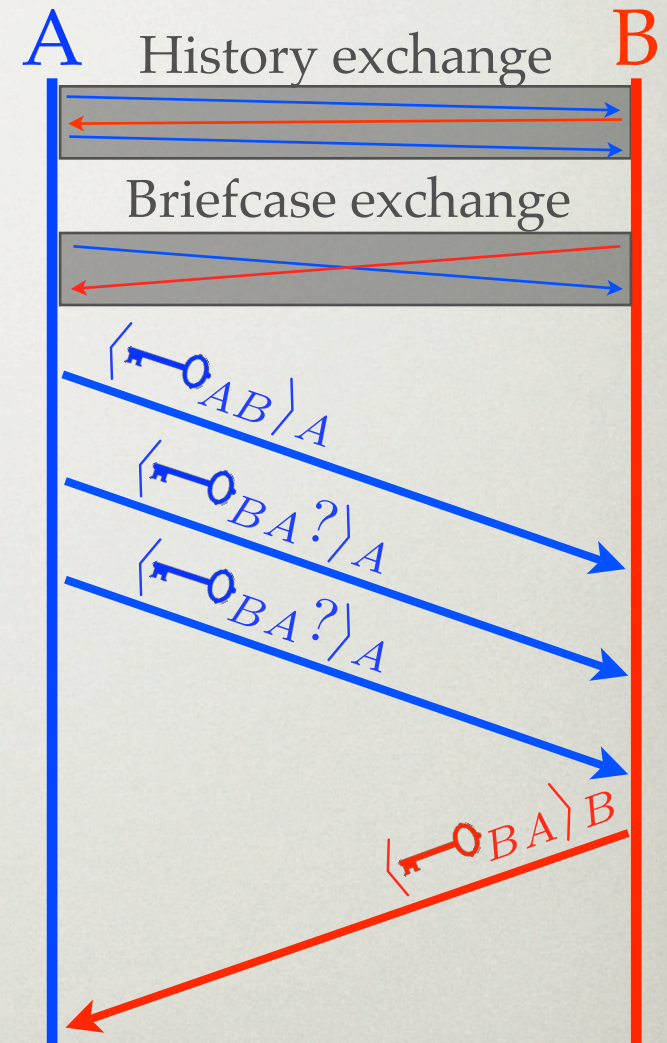 A B
History exchange
Briefcase exchange
⟨ AB⟩A
⟨ BA?⟩A
⟨ BA?⟩A
⟨ BA⟩B